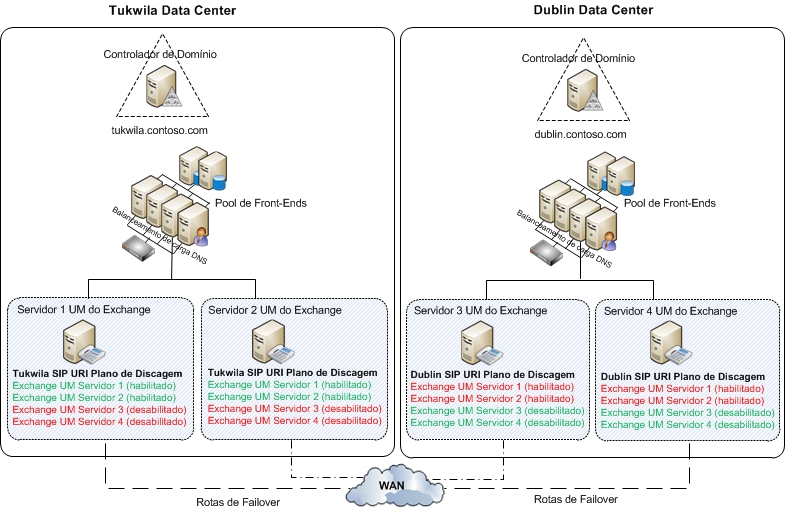 Tukwila Data Center
Dublin Data Center
Controlador de Domínio
tukwila.contoso.com
Controlador de Domínio
dublin.contoso.com
Pool de Front-Ends
Balanceamento de carga DNS
Pool de Front-Ends
Balanceamento de carga DNS
Servidor 1 UM do Exchange
Tukwila SIP URI Plano de Discagem
Exchange UM Servidor 1 (habilitado)
Exchange UM Servidor 2 (habilitado)
Exchange UM Servidor 3 (desabilitado)
Exchange UM Servidor 4 (desabilitado)
Servidor 2 UM do Exchange
Tukwila SIP URI Plano de Discagem
Exchange UM Servidor 1 (habilitado)
Exchange UM Servidor 2 (habilitado)
Exchange UM Servidor 3 (desabilitado)
Exchange UM Servidor 4 (desabilitado)
Servidor 3 UM do Exchange
Dublin SIP URI Plano de Discagem
Exchange UM Servidor 1 (habilitado)
Exchange UM Servidor 2 (habilitado)
Exchange UM Servidor 3 (desabilitado)
Exchange UM Servidor 4 (desabilitado)
Servidor 4 UM do Exchange
Dublin SIP URI Plano de Discagem
Exchange UM Servidor 1 (habilitado)
Exchange UM Servidor 2 (habilitado)
Exchange UM Servidor 3 (desabilitado)
Exchange UM Servidor 4 (desabilitado)
WAN
Rotas de Failover
Rotas de Failover